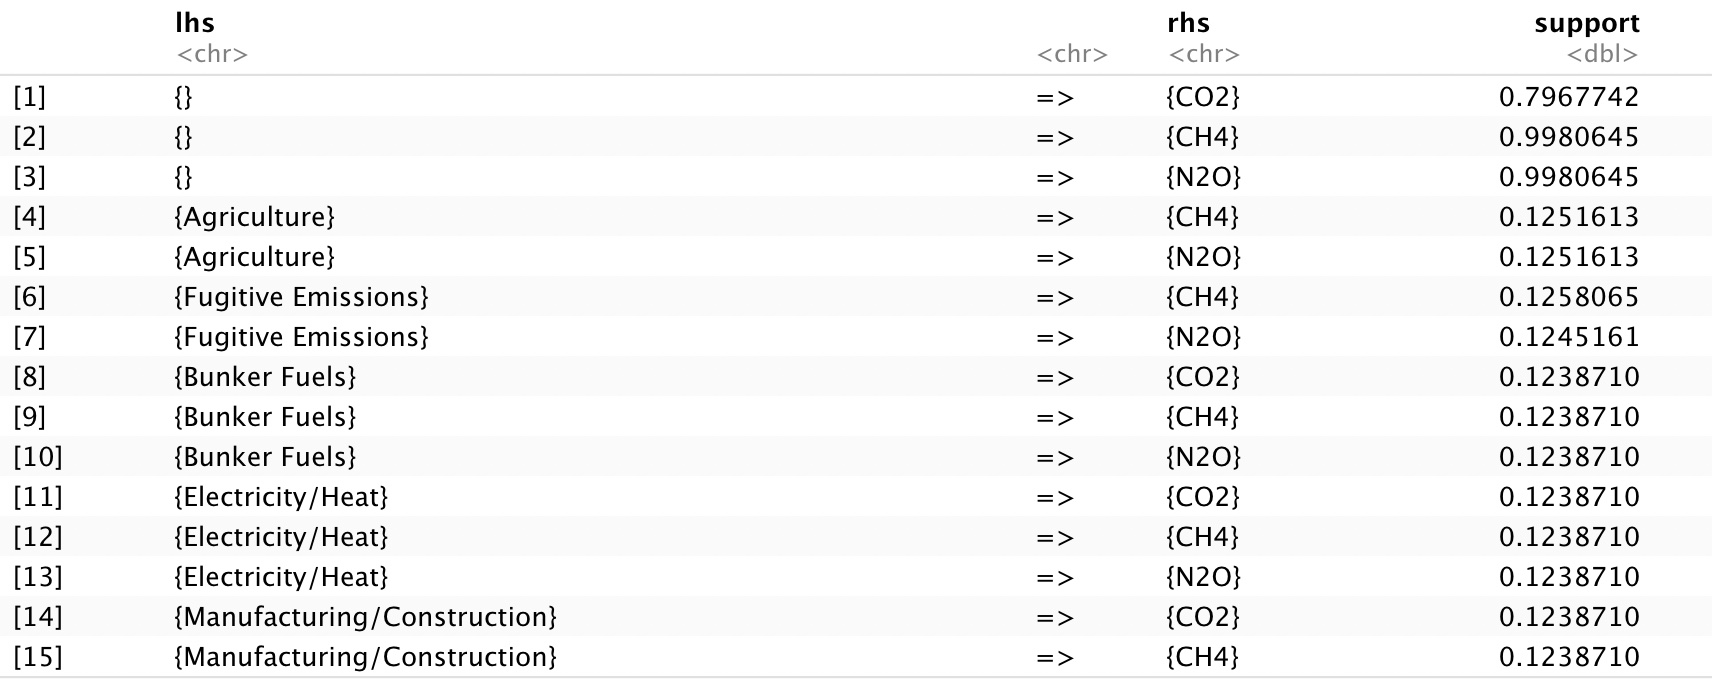 lhs rhs support
<chr> <chr> <chr> <dbl>
[1] {} => {CO2} 0.7967742
[2] {} => {CH4} 0.9980645
[3] {} => {N2O} 0.9980645
[4] {Agriculture} => {CH4} 0.1251613
[5] {Agriculture} => {N2O} 0.1251613
[6] {Fugitive Emissions} => {CH4} 0.1258065
[7] {Fugitive Emissions} => {N2O} 0.1245161
[8] {Bunker Fuels} => {CO2} 0.1238710
[9] {Bunker Fuels} => {CH4} 0.1238710
[10] {Bunker Fuels} => {N2O} 0.1238710
[11] {Electricity/Heat} => {CO2} 0.1238710
[12] {Electricity/Heat} => {CH4} 0.1238710
[13] {Electricity/Heat} => {N2O} 0.1238710
[14] {Manufacturing/Construction} => {CO2} 0.1238710
[15] {Manufacturing/Construction} => {CH4} 0.1238710